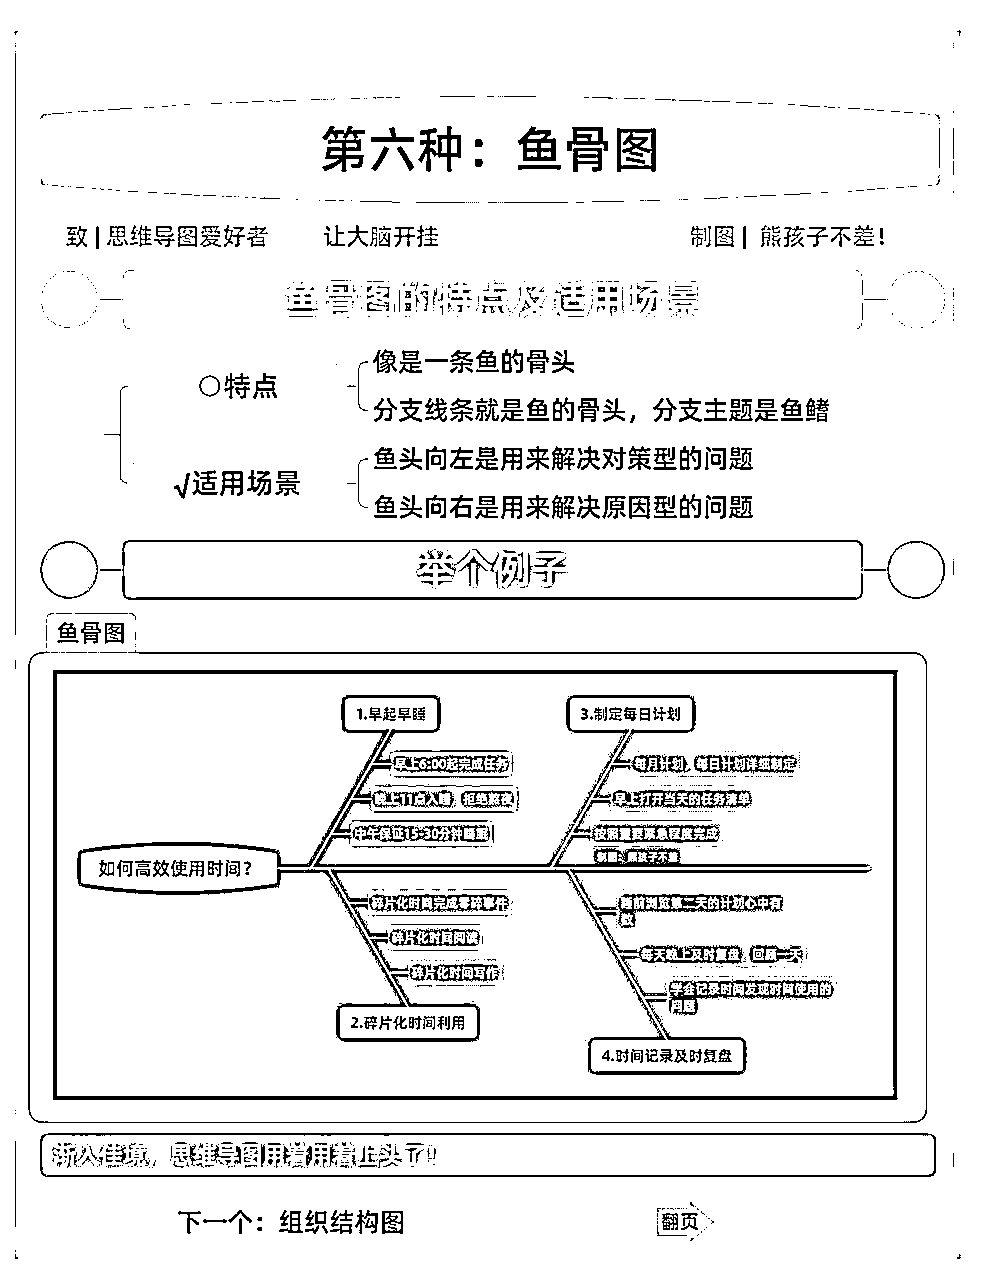 第六种：鱼骨图
致 | 思维导图爱好者 让大脑开挂 制图 | 熊孩子不差！
鱼骨图的特点及适用场景
○特点
像是一条鱼的骨头
分支线条就是鱼的骨头，分支主题是鱼鳍
√适用场景
鱼头向左是用来解决对策型的问题
鱼头向右是用来解决原因型的问题
举个例子
鱼骨图
如何高效使用时间？
1.早起早睡
早上6:00起完成任务
晚上11点入睡，拒绝熬夜
中午保证15-30分钟睡眠
碎片化时间完成零碎事件
碎片化时间阅读
碎片化时间写作
2.碎片化时间利用
3.制定每日计划
每月计划，每日计划详细制定
早上打开当天的任务清单
按照重要紧急程度完成
制图：熊孩子不差
睡前浏览第二天的计划心中有
数
每天晚上及时复盘，回顾一天
学会记录时间发现时间使用的
问题
4.时间记录及时复盘
渐入佳境，思维导图用着用着上头了！
下一个：组织结构图
翻页